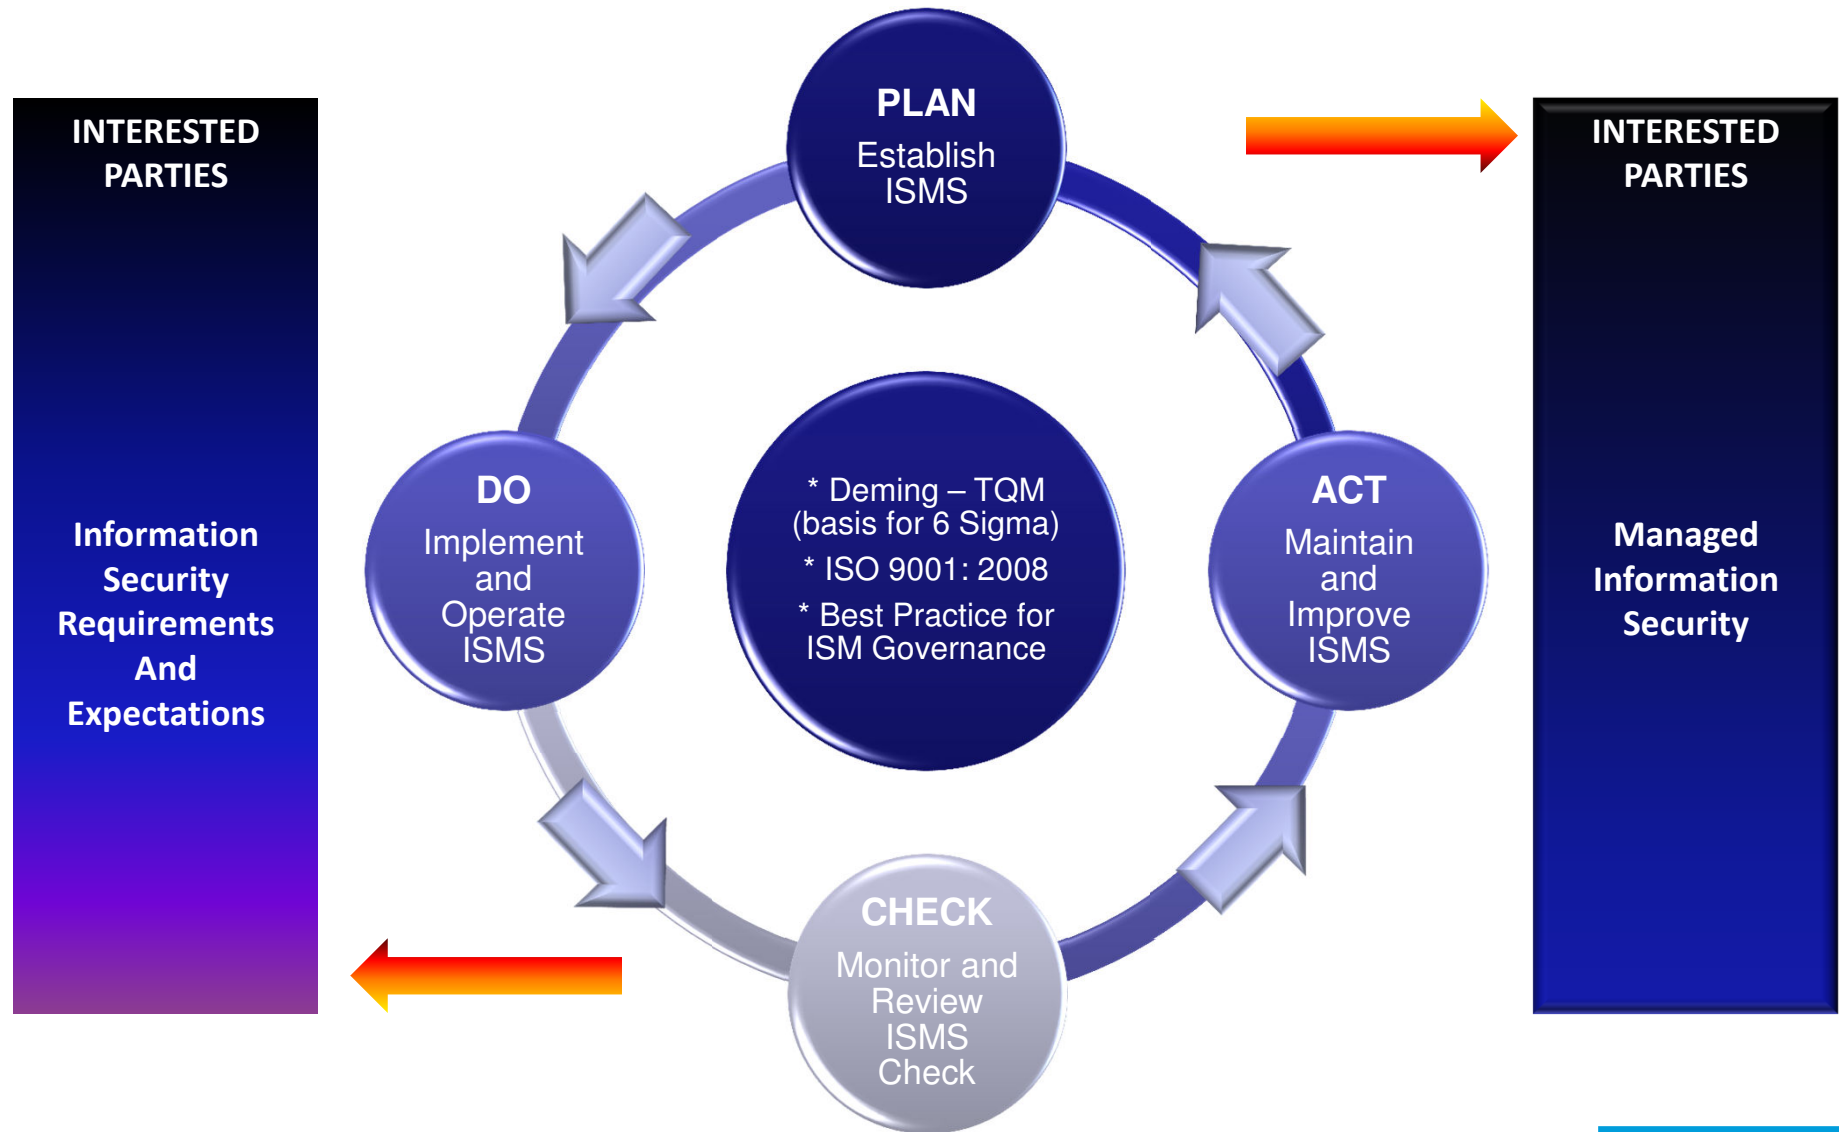 INTERESTED
PARTIES
Information
Security
Requirements
And
Expectations
PLAN
Establish
ISMS
DO
Implement
and
Operate
ISMS
* Deming – TQM
(basis for 6 Sigma)
* ISO 9001: 2008
* Best Practice for
ISM Governance
ACT
Maintain
and
Improve
ISMS
CHECK
Monitor and
Review
ISMS
Check
INTERESTED
PARTIES
Managed
Information
Security